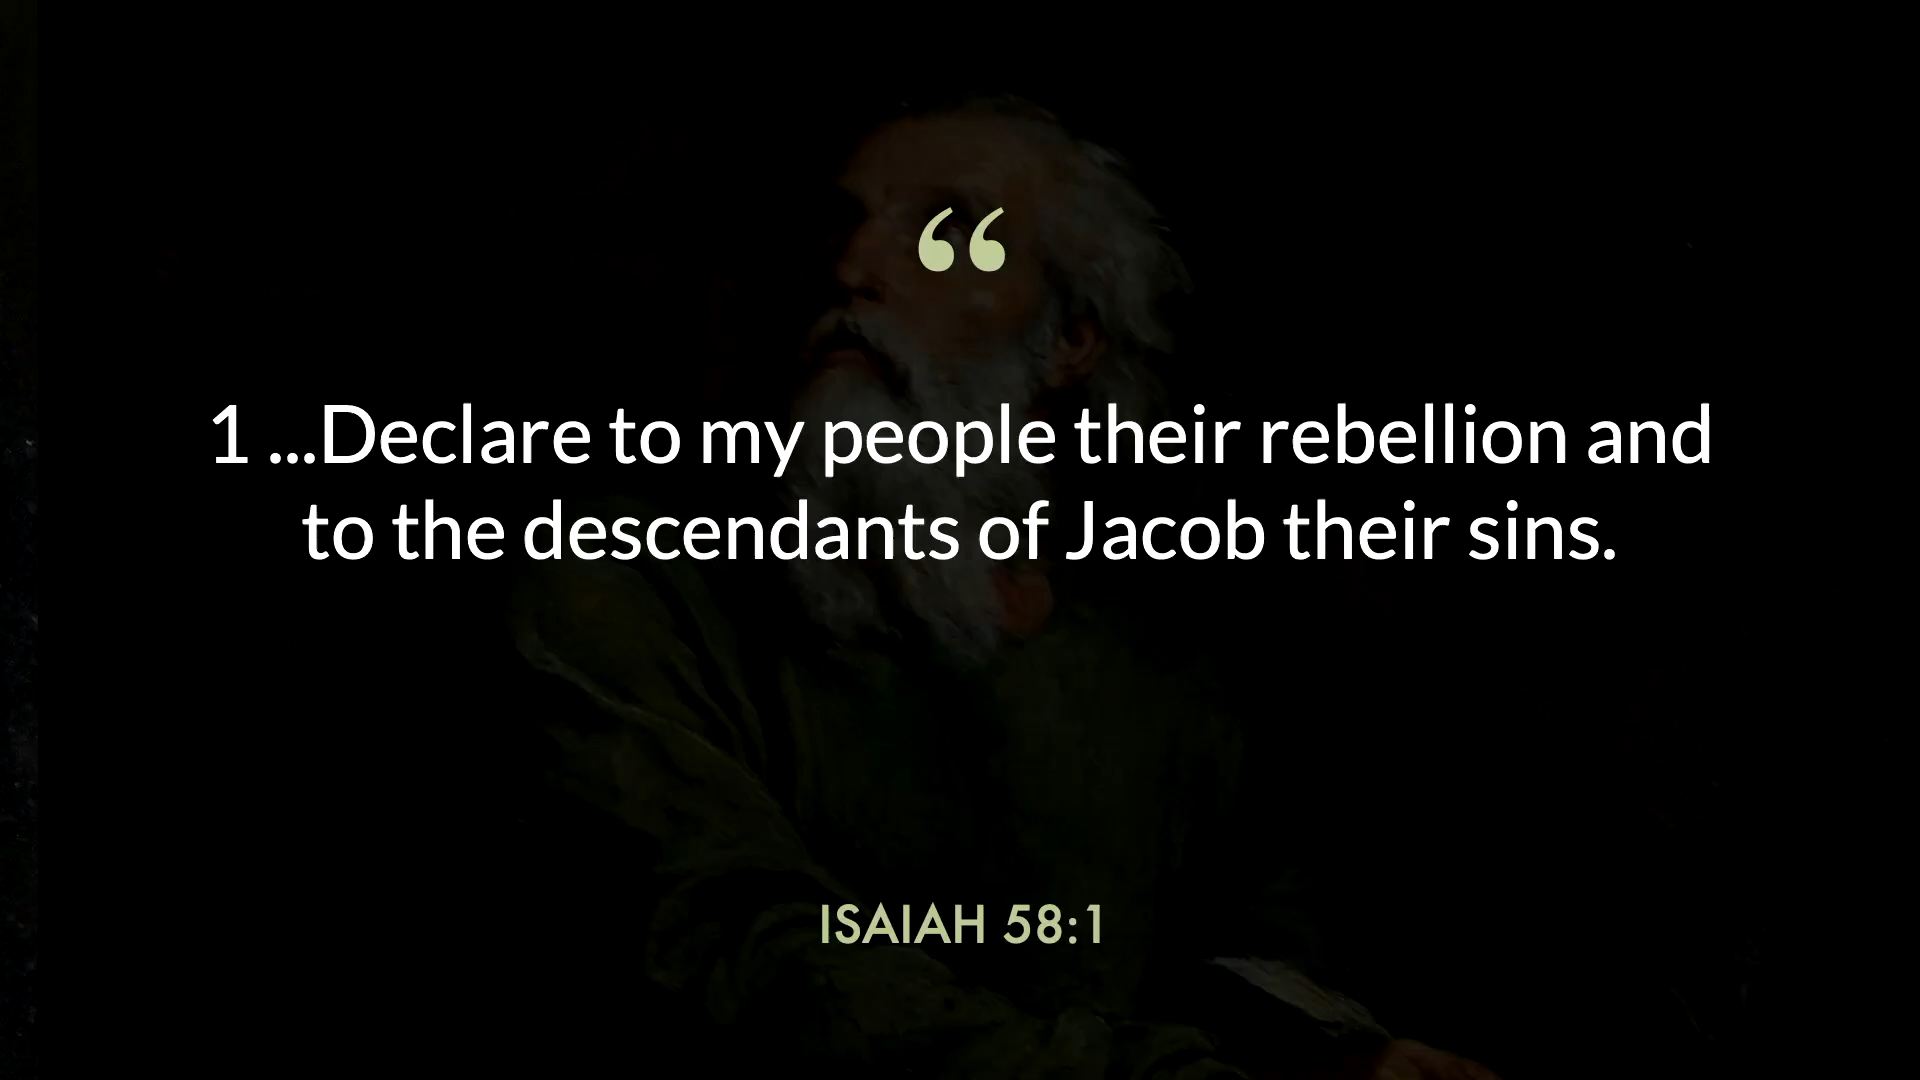 “
1 ...Declare to my people their rebellion and
to the descendants of Jacob their sins.
ISAIAH 58:1